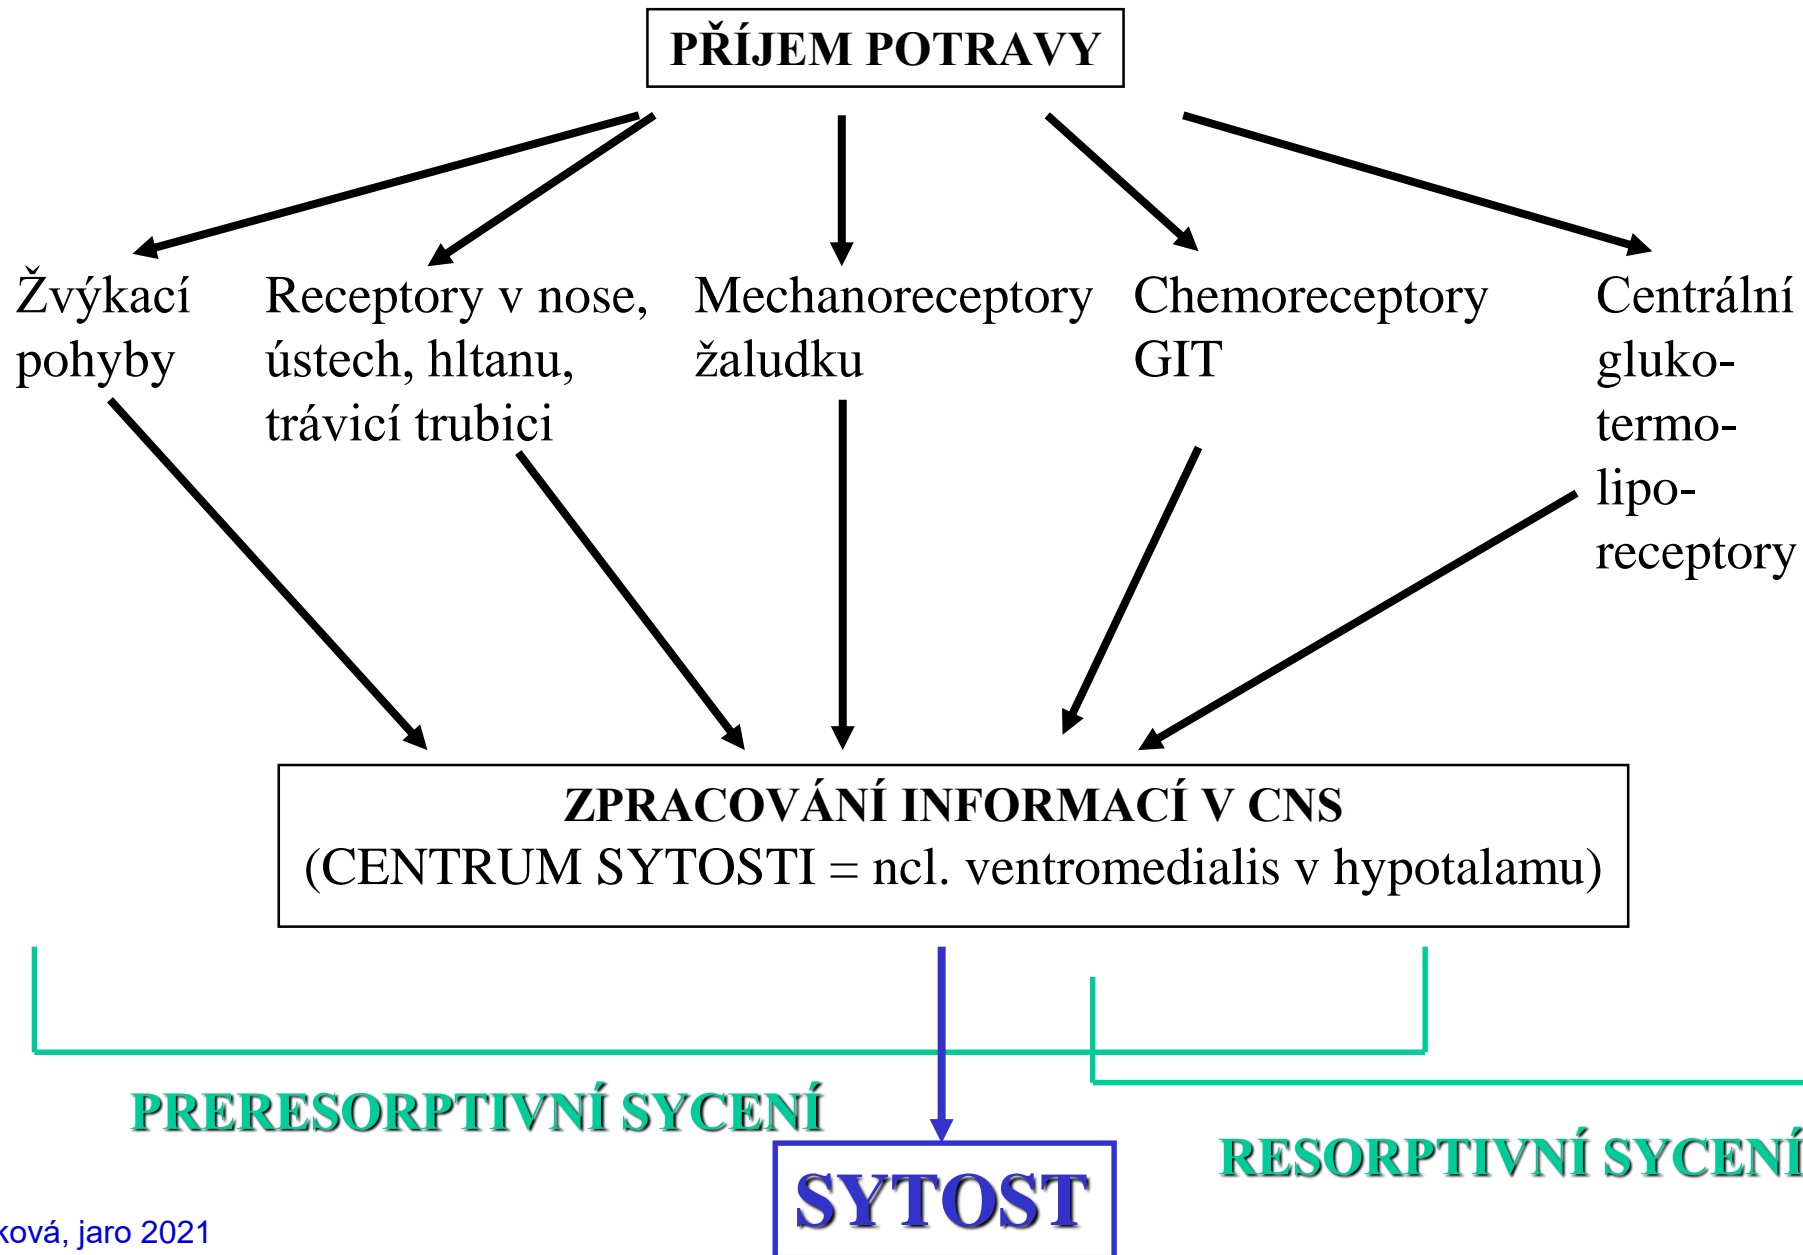 PŘÍJEM POTRAVY
Žvýkací
pohyby
Receptory v nose,
ústech, hltanu,
trávicí trubici
Mechanoreceptory
žaludku
Chemoreceptory
GIT
Centrální
gluko-
termo-
lipo-
receptory
ZPRACOVÁNÍ INFORMACÍ V CNS
(CENTRUM SYTOSTI = ncl. ventromedialis v hypotalamu)
PRERESORPTIVNÍ SYCENÍ
RESORPTIVNÍ SYCENÍ
SYTOST
ková, jaro 2021